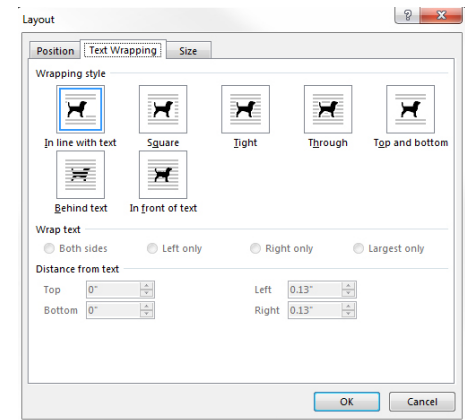 Layout
? X
Position Text Wrapping Size
Wrapping style
In line with text Square Tight Through Top and bottom
Behind text In front of text
Wrap text
Both sides Left only Right only Largest only
Distance from text
Top 0" Left 0.13"
Bottom 0" Right 0.13"
OK Cancel